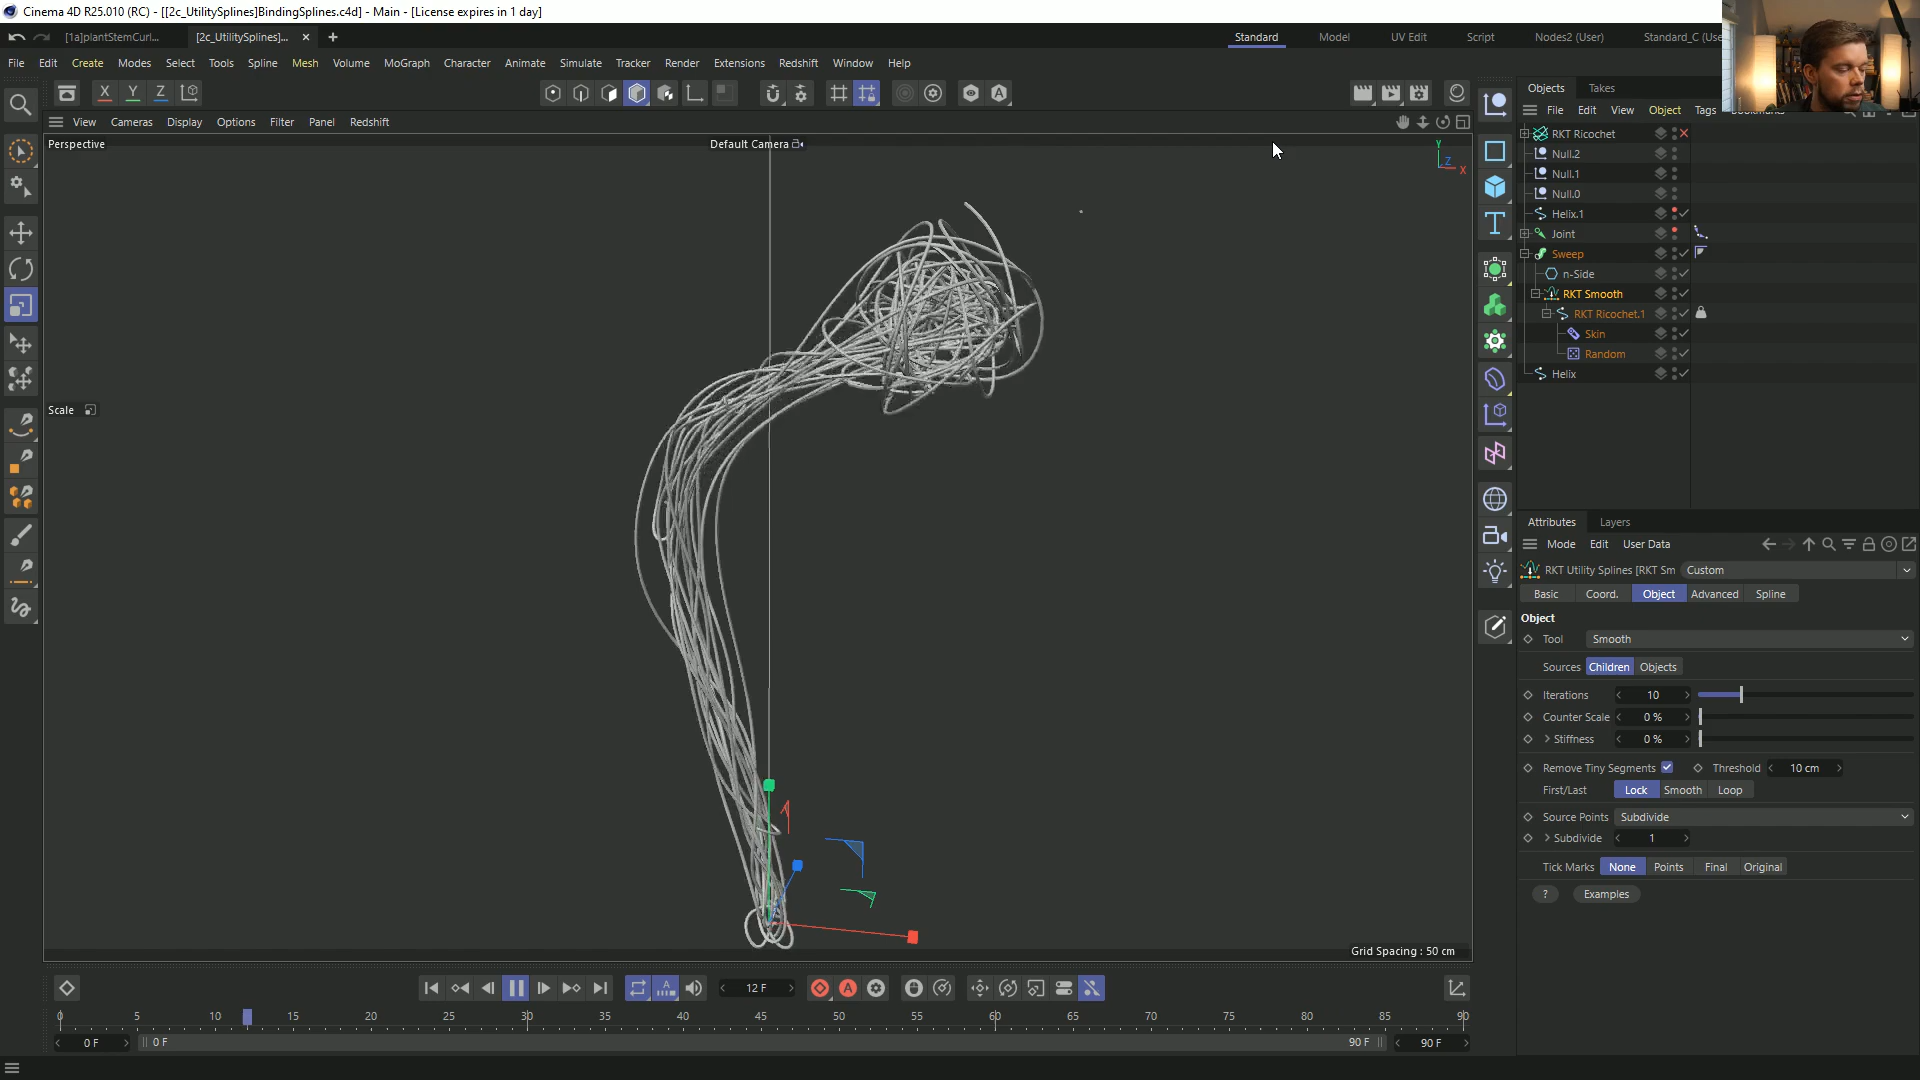 Cinema 4D R25.010 (RC) - [[2c_UtilitySplines]BindingSplines.c4d] - Main - [License expires in 1 day]
[1a]plantStemCurl... [2c_UtilitySplines]... × +
Standard Model UV Edit Script Nodes2 (User) Standard_C (Use
File Edit Create Modes Select Tools Spline Mesh Volume MoGraph Character Animate Simulate Tracker Render Extensions Redshift Window Help
X Y Z
Objects Takes
File Edit View Object Tags
View Cameras Display Options Filter Panel Redshift
Perspective
Default Camera
Y
Z
X
Scale
Grid Spacing : 50 cm
RKT Ricochet
Null.2
Null.1
Null.0
Helix.1
Joint
Sweep
n-Side
RKT Smooth
RKT Ricochet.1
Skin
Random
Helix
Attributes Layers
Mode Edit User Data
RKT Utility Splines [RKT Sm Custom
Basic Coord. Object Advanced Spline
Object
Tool Smooth
Sources Children Objects
Iterations 10
Counter Scale 0 %
Stiffness 0 %
Remove Tiny Segments Threshold 10 cm
First/Last Lock Smooth Loop
Source Points Subdivide
Subdivide 1
Tick Marks None Points Final Original
? Examples
12 F
0 5 10 15 20 25 30 35 40 45 50 55 60 65 70 75 80 85 90
0 F 0 F 90 F 90 F